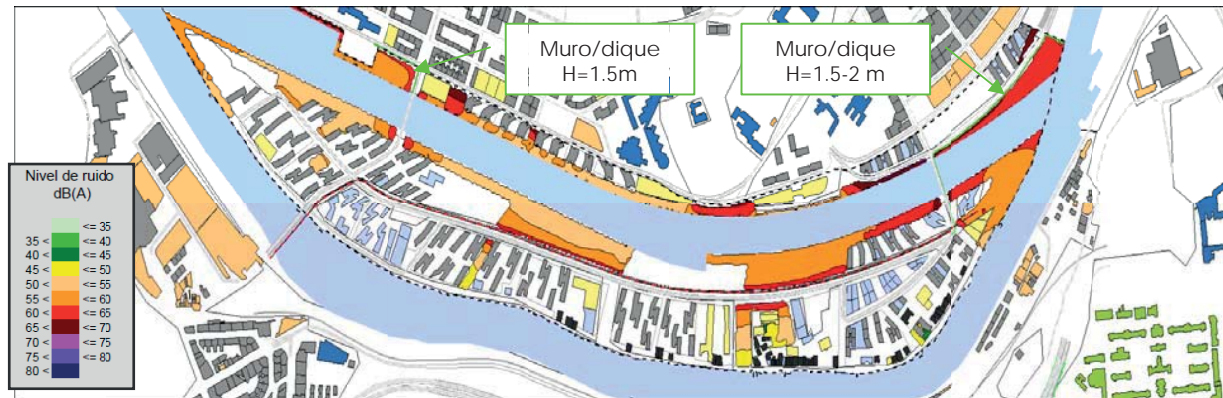 Muro/dique
H=1.5m
Muro/dique
H=1.5-2 m
Nivel de ruido
dB(A)
<= 35
35 < <= 40
40 < <= 45
45 < <= 50
50 < <= 55
55 < <= 60
60 < <= 65
65 < <= 70
70 < <= 75
75 < <= 80
80 <